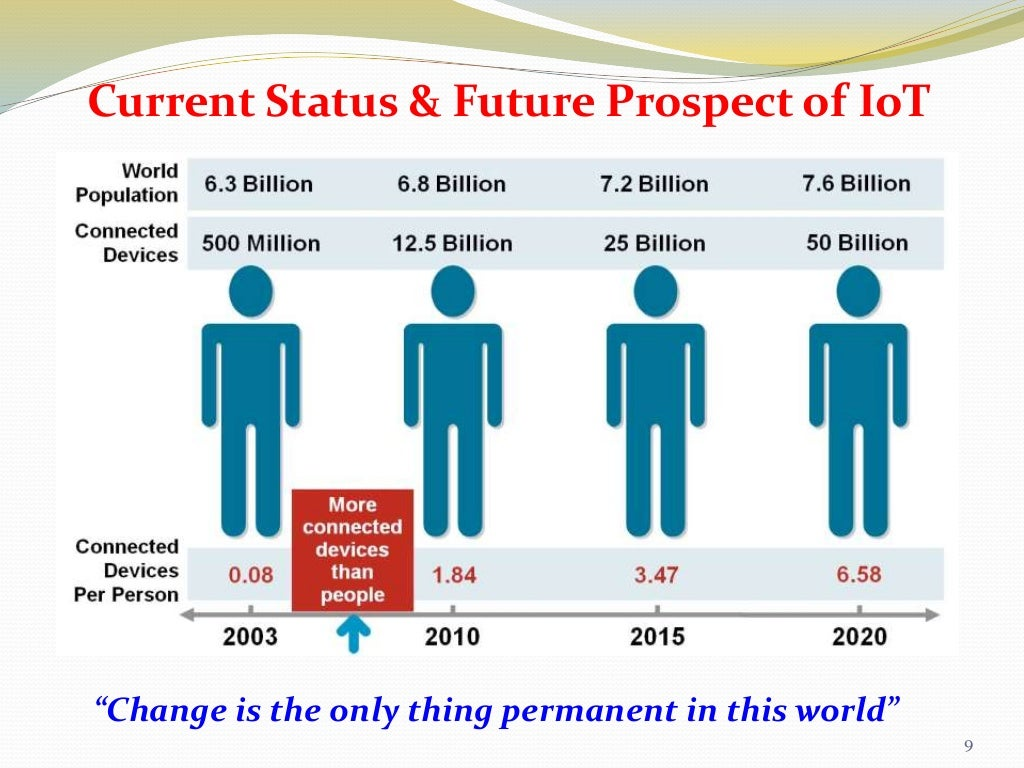 Current Status & Future Prospect of IoT
World
Population
6.3 Billion 6.8 Billion 7.2 Billion 7.6 Billion
Connected
Devices
500 Million 12.5 Billion 25 Billion 50 Billion
More
connected
devices
than
people
Connected
Devices
Per Person
0.08 1.84 3.47 6.58
2003 2010 2015 2020
“Change is the only thing permanent in this world”
9